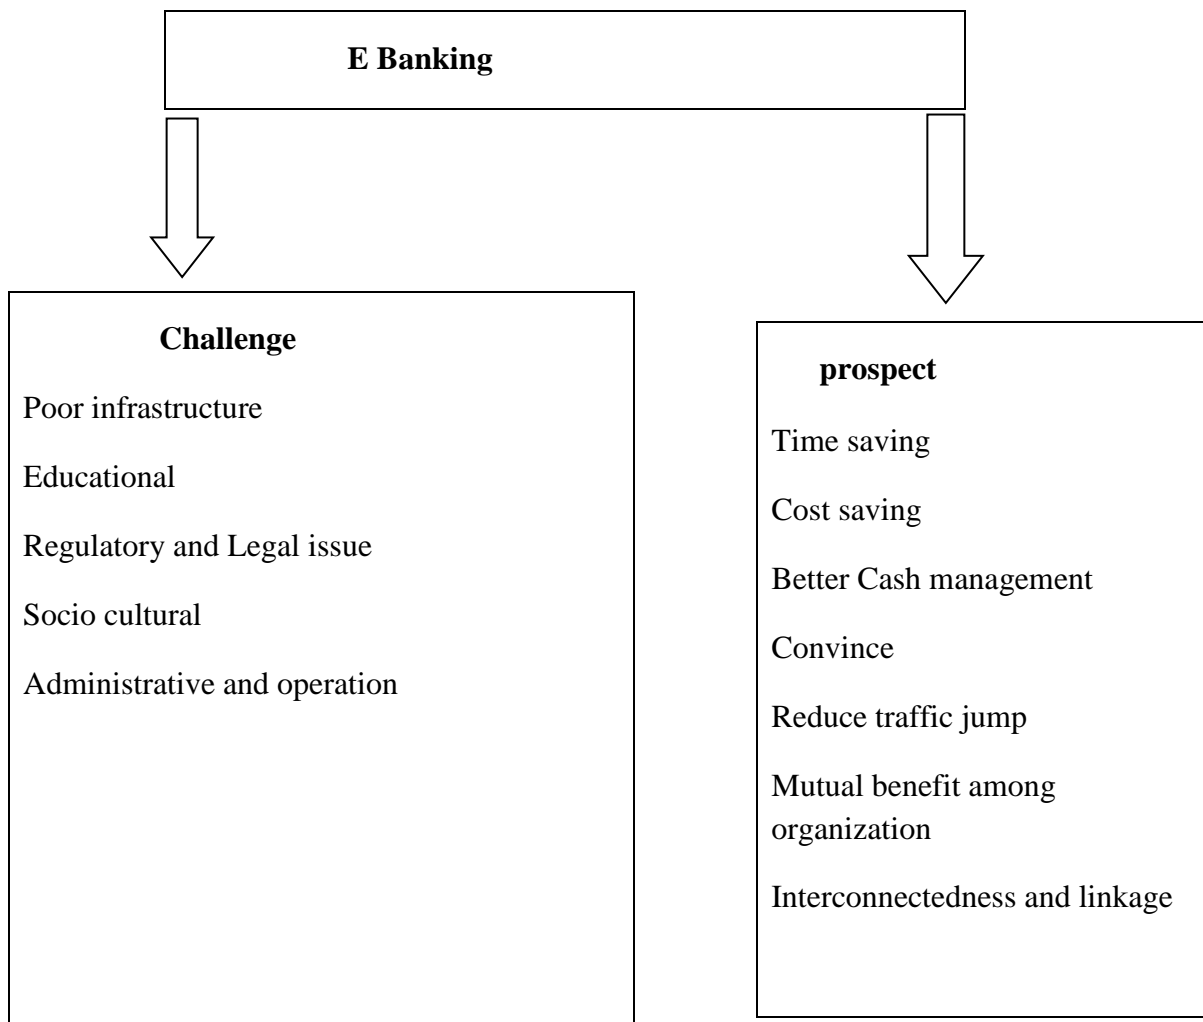 E Banking
Challenge
Poor infrastructure
Educational
Regulatory and Legal issue
Socio cultural
Administrative and operation
prospect
Time saving
Cost saving
Better Cash management
Convince
Reduce traffic jump
Mutual benefit among
organization
Interconnectedness and linkage